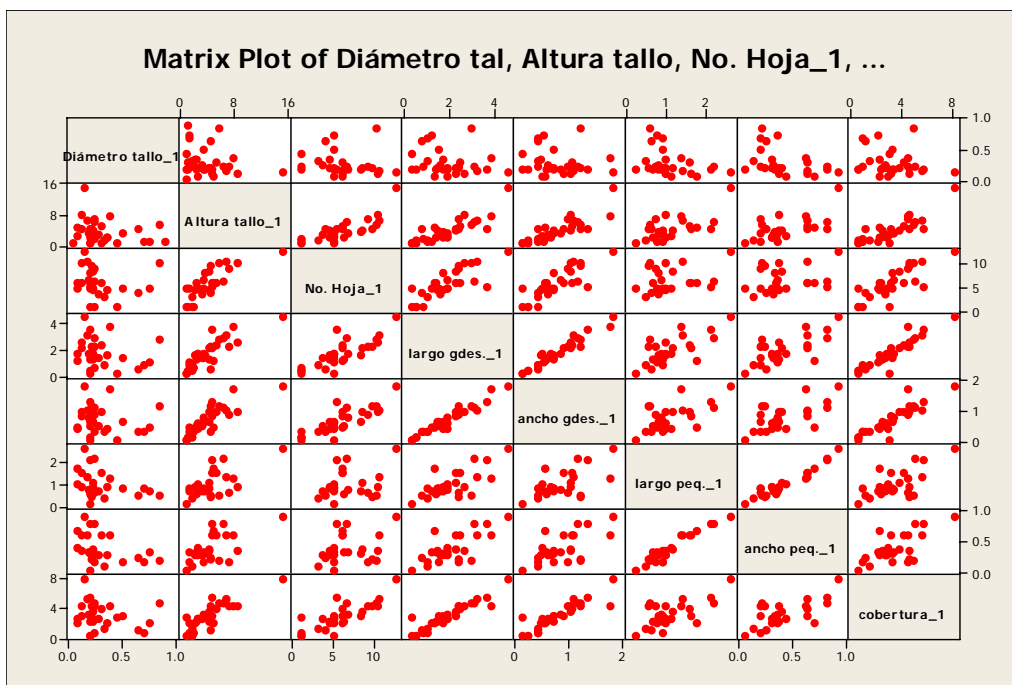 Matrix Plot of Diámetro tal, Altura tallo, No. Hoja_1, ...
0 8 16 0 2 4 0 1 2 0 4 8
Diámetro tallo_1
1.0
0.5
0.0
16
8
0
Altura tallo_1
No. Hoja_1
10
5
0
4
2
0
largo gdes._1
ancho gdes._1
2
1
0
2
1
0
largo peq._1
ancho peq._1
1.0
0.5
0.0
8
4
0
cobertura_1
0.0 0.5 1.0 0 5 10 0 1 2 0.0 0.5 1.0